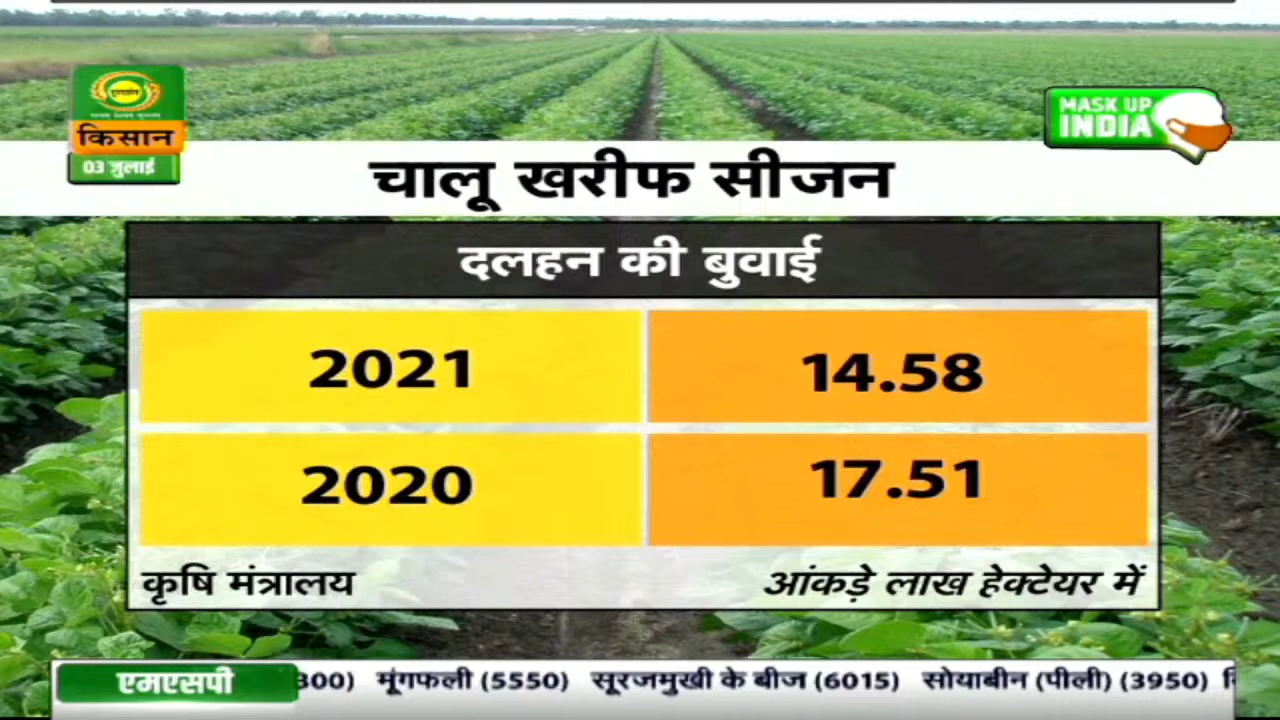 किसान
03 जुलाई
MASK UP
INDIA
चालू खरीफ सीजन
दलहन की बुवाई
2021 14.58
2020 17.51
कृषि मंत्रालय आंकड़े लाख हेक्टेयर में
एमएसपी 300) मूंगफली (5550) सूरजमुखी के बीज (6015) सोयाबीन (पीली) (3950)